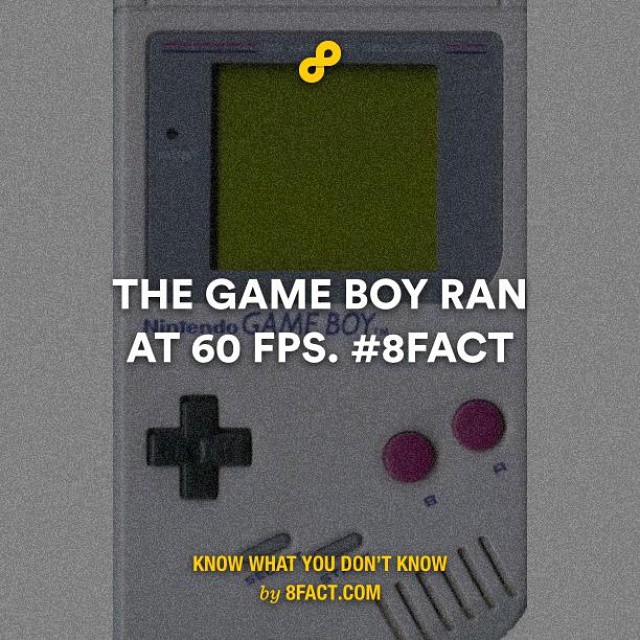 THE GAME BOY RAN
Nintendo GAME BOY TM
AT 60 FPS. #8FACT
A
B
KNOW WHAT YOU DON'T KNOW
by 8FACT.COM